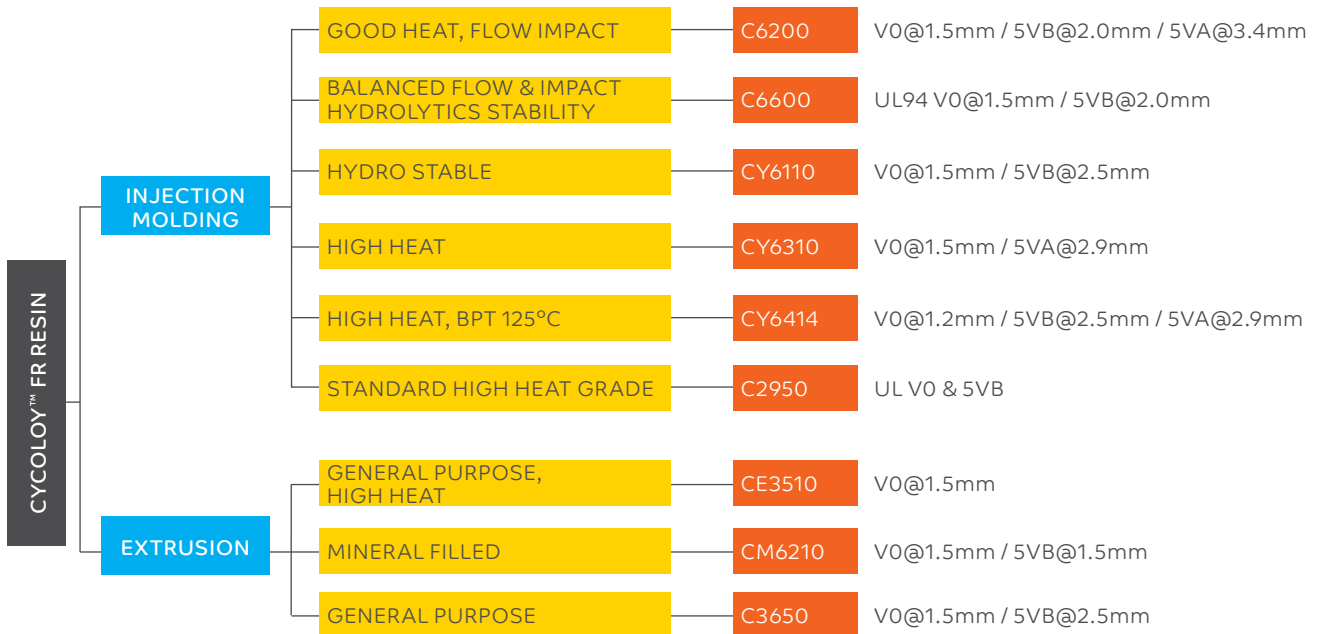 CYCOLOY™ FR RESIN
INJECTION
MOLDING
GOOD HEAT, FLOW IMPACT
C6200
V0@1.5mm / 5VB@2.0mm / 5VA@3.4mm
BALANCED FLOW & IMPACT
HYDROLYTICS STABILITY
C6600
UL94 V0@1.5mm / 5VB@2.0mm
HYDRO STABLE
CY6110
V0@1.5mm / 5VB@2.5mm
HIGH HEAT
CY6310
V0@1.5mm / 5VA@2.9mm
HIGH HEAT, BPT 125°C
CY6414
V0@1.2mm / 5VB@2.5mm / 5VA@2.9mm
STANDARD HIGH HEAT GRADE
C2950
UL V0 & 5VB
EXTRUSION
GENERAL PURPOSE,
HIGH HEAT
CE3510
V0@1.5mm
MINERAL FILLED
CM6210
V0@1.5mm / 5VB@1.5mm
GENERAL PURPOSE
C3650
V0@1.5mm / 5VB@2.5mm